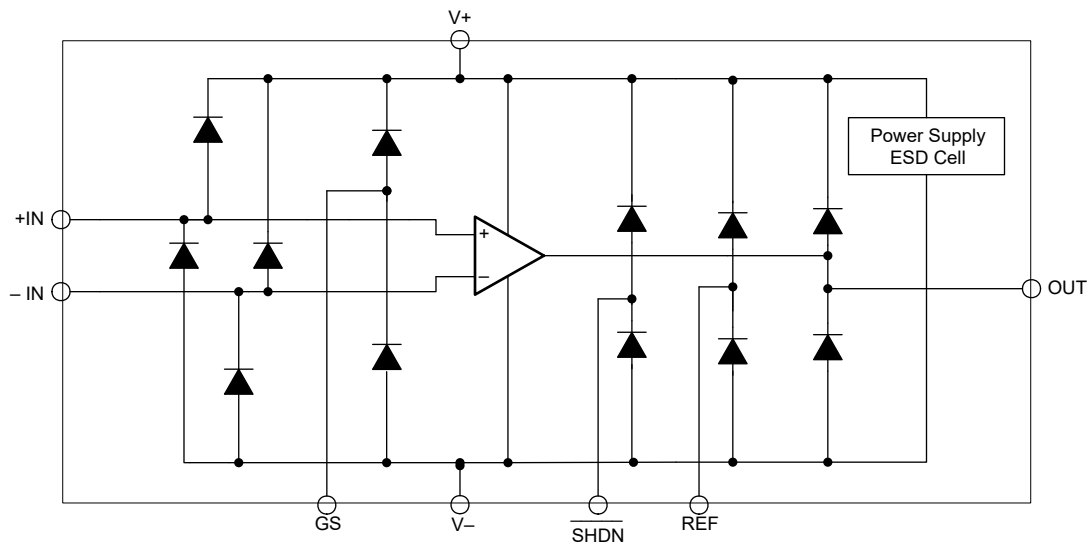 V+
Power Supply
ESD Cell
+IN
+
–
– IN
OUT
GS
V–
SHDN
REF